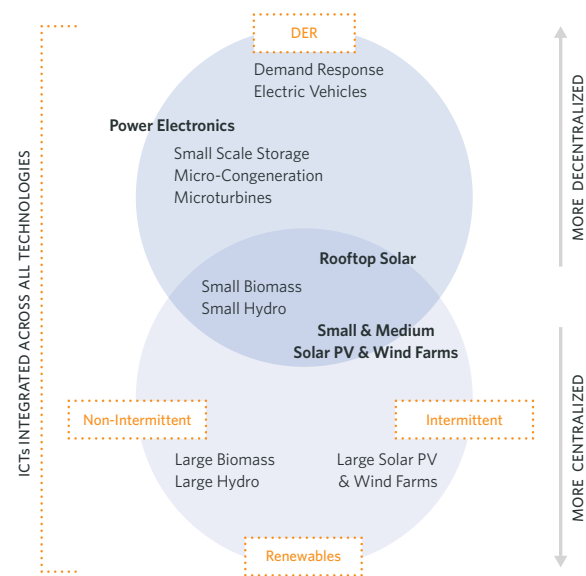 DER
Demand Response
Electric Vehicles
Power Electronics
Small Scale Storage
Micro-Congeneration
Microturbines
Rooftop Solar
Small Biomass
Small Hydro
Small & Medium
Solar PV & Wind Farms
Non-Intermittent
Intermittent
Large Biomass
Large Hydro
Large Solar PV
& Wind Farms
Renewables
ICTs INTEGRATED ACROSS ALL TECHNOLOGIES
MORE DECENTRALIZED
MORE CENTRALIZED